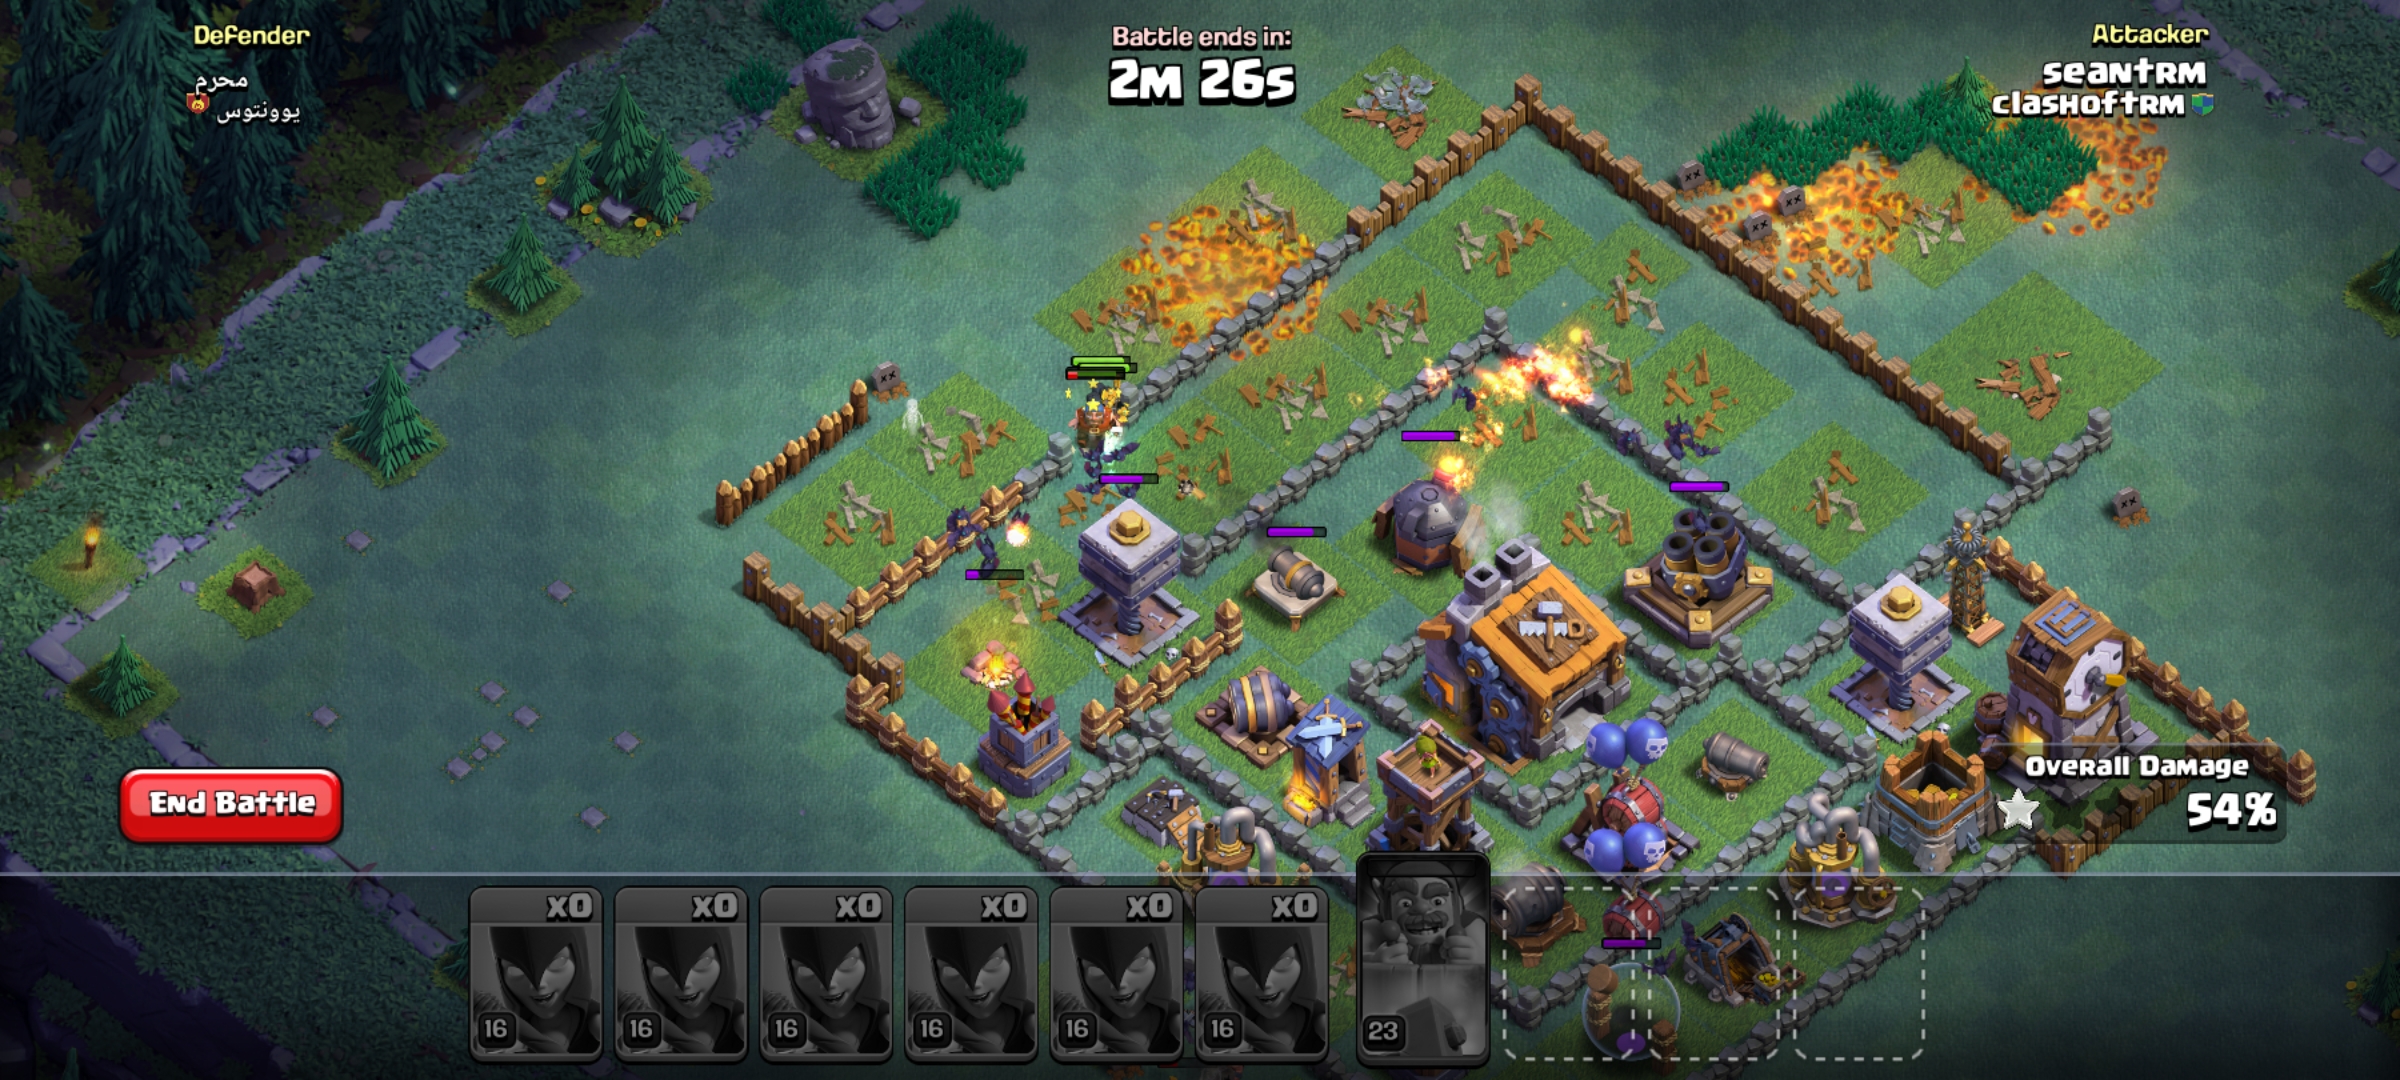 Defender
محرم
يوونتوس
Battle ends in:
2M 26s
Attacker
seantRM
clashoftRM
End Battle
Overall Damage
54%
x0 x0 x0 x0 x0 x0
16 16 16 16 16 16 23